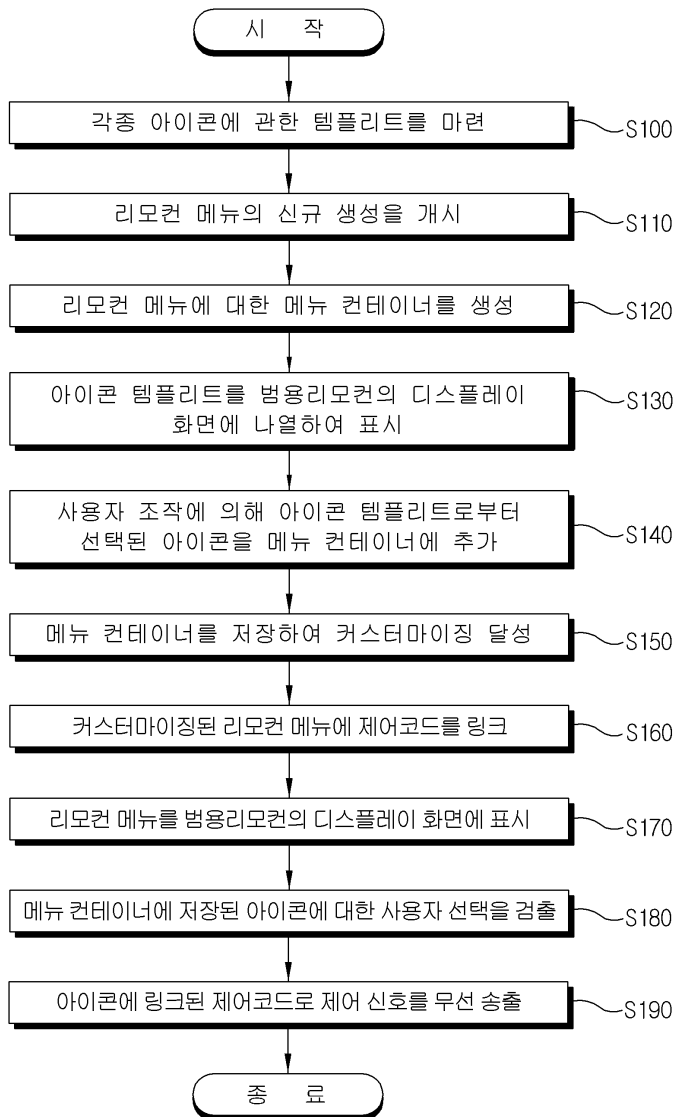 시 작
각종 아이콘에 관한 템플리트를 마련
S100
리모컨 메뉴의 신규 생성을 개시
S110
리모컨 메뉴에 대한 메뉴 컨테이너를 생성
S120
아이콘 템플리트를 범용리모컨의 디스플레이
화면에 나열하여 표시
S130
사용자 조작에 의해 아이콘 템플리트로부터
선택된 아이콘을 메뉴 컨테이너에 추가
S140
메뉴 컨테이너를 저장하여 커스터마이징 달성
S150
커스터마이징된 리모컨 메뉴에 제어코드를 링크
S160
리모컨 메뉴를 범용리모컨의 디스플레이 화면에 표시
S170
메뉴 컨테이너에 저장된 아이콘에 대한 사용자 선택을 검출
S180
아이콘에 링크된 제어코드로 제어 신호를 무선 송출
S190
종 료